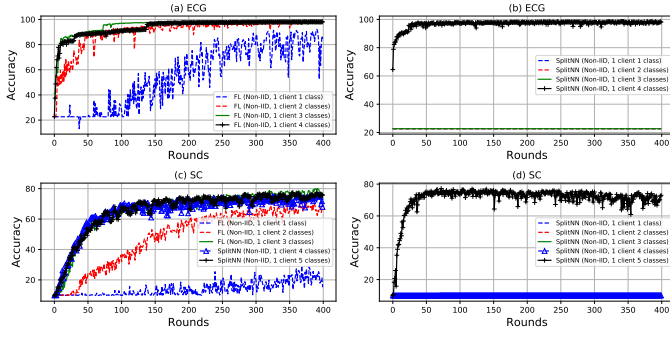 (a) ECG
100
80
60
40
20
Accuracy
0 50 100 150 200 250 300 350 400
Rounds
FL (Non-IID, 1 client 1 class)
FL (Non-IID, 1 client 2 classes)
FL (Non-IID, 1 client 3 classes)
FL (Non-IID, 1 client 4 classes)
(b) ECG
100
80
60
40
20
Accuracy
0 50 100 150 200 250 300 350 400
Rounds
SplitNN (Non-IID, 1 client 1 class)
SplitNN (Non-IID, 1 client 2 classes)
SplitNN (Non-IID, 1 client 3 classes)
SplitNN (Non-IID, 1 client 4 classes)
(c) SC
80
60
40
20
Accuracy
0 50 100 150 200 250 300 350 400
Rounds
FL (Non-IID, 1 client 1 class)
FL (Non-IID, 1 client 2 classes)
FL (Non-IID, 1 client 3 classes)
SplitNN (Non-IID, 1 client 4 classes)
SplitNN (Non-IID, 1 client 5 classes)
(d) SC
80
60
40
20
Accuracy
0 50 100 150 200 250 300 350 400
Rounds
SplitNN (Non-IID, 1 client 1 class)
SplitNN (Non-IID, 1 client 2 classes)
SplitNN (Non-IID, 1 client 3 classes)
SplitNN (Non-IID, 1 client 4 classes)
SplitNN (Non-IID, 1 client 5 classes)